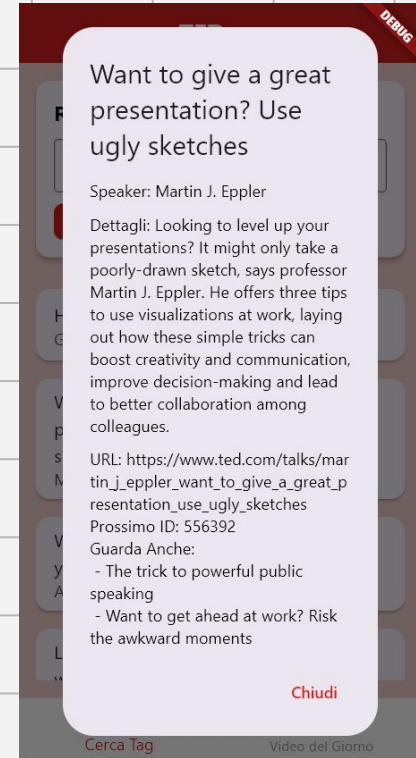 DEBUG
Want to give a great
presentation? Use
ugly sketches
Speaker: Martin J. Eppler
Dettagli: Looking to level up your
presentations? It might only take a
poorly-drawn sketch, says professor
Martin J. Eppler. He offers three tips
to use visualizations at work, laying
out how these simple tricks can
boost creativity and communication,
improve decision-making and lead
to better collaboration among
colleagues.
URL: https://www.ted.com/talks/mar
tin_j_eppler_want_to_give_a_great_p
resentation_use_ugly_sketches
Prossimo ID: 556392
Guarda Anche:
- The trick to powerful public
speaking
- Want to get ahead at work? Risk
the awkward moments
Chiudi
Cerca Tag
Video del Giorno